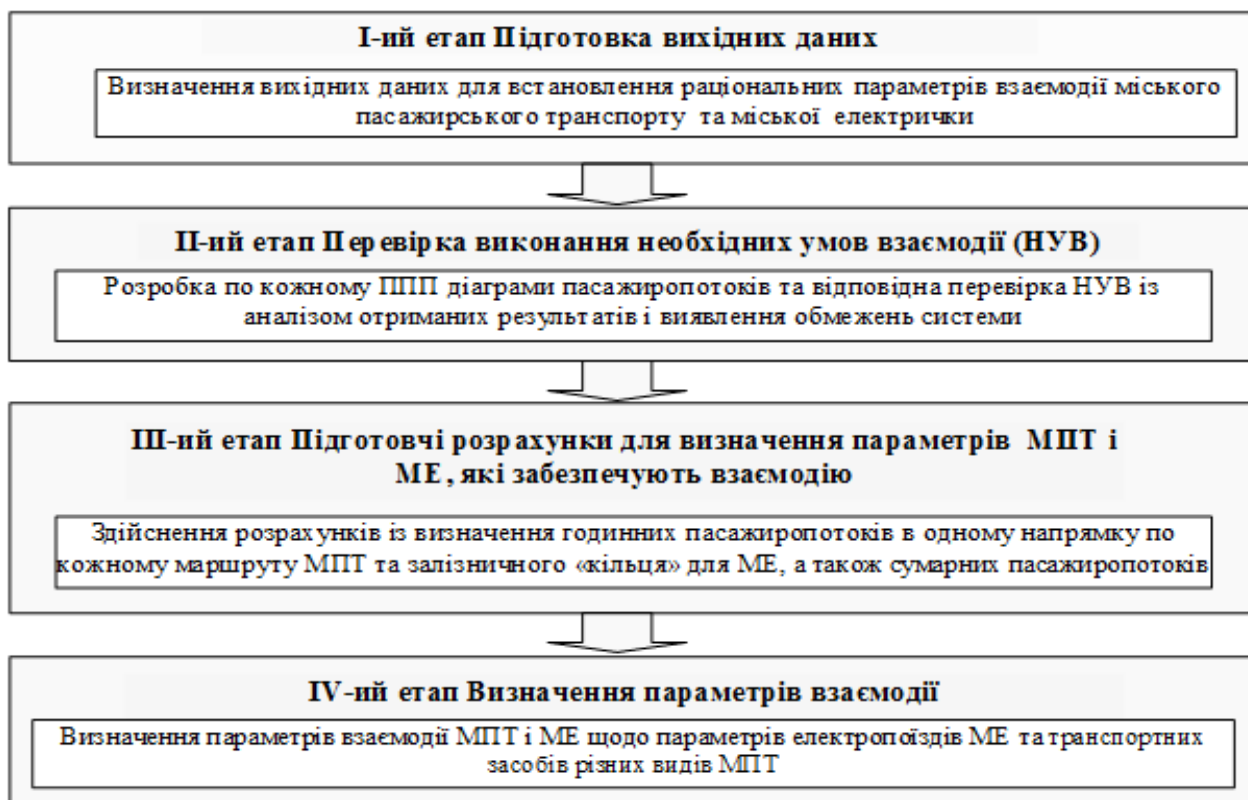 І-ий етап Підготовка вихідних даних
Визначення вихідних даних для встановлення раціональних параметрів взаємодії міського
пасажирського транспорту та міської електрички
ІІ-ий етап Перевірка виконання необхідних умов взаємодії (НУВ)
Розробка по кожному ППП діаграми пасажиропотоків та відповідна перевірка НУВ із
аналізом отриманих результатів і виявлення обмежень системи
ІІІ-ий етап Підготовчі розрахунки для визначення параметрів МПТ і
МЕ, які забезпечують взаємодію
Здійснення розрахунків із визначення годинних пасажиропотоків в одному напрямку по
кожному маршруту МПТ та залізничного «кільця» для МЕ, а також сумарних пасажиропотоків
IV-ий етап Визначення параметрів взаємодії
Визначення параметрів взаємодії МПТ і МЕ щодо параметрів електропоїздів МЕ та транспортних
засобів різних видів МПТ